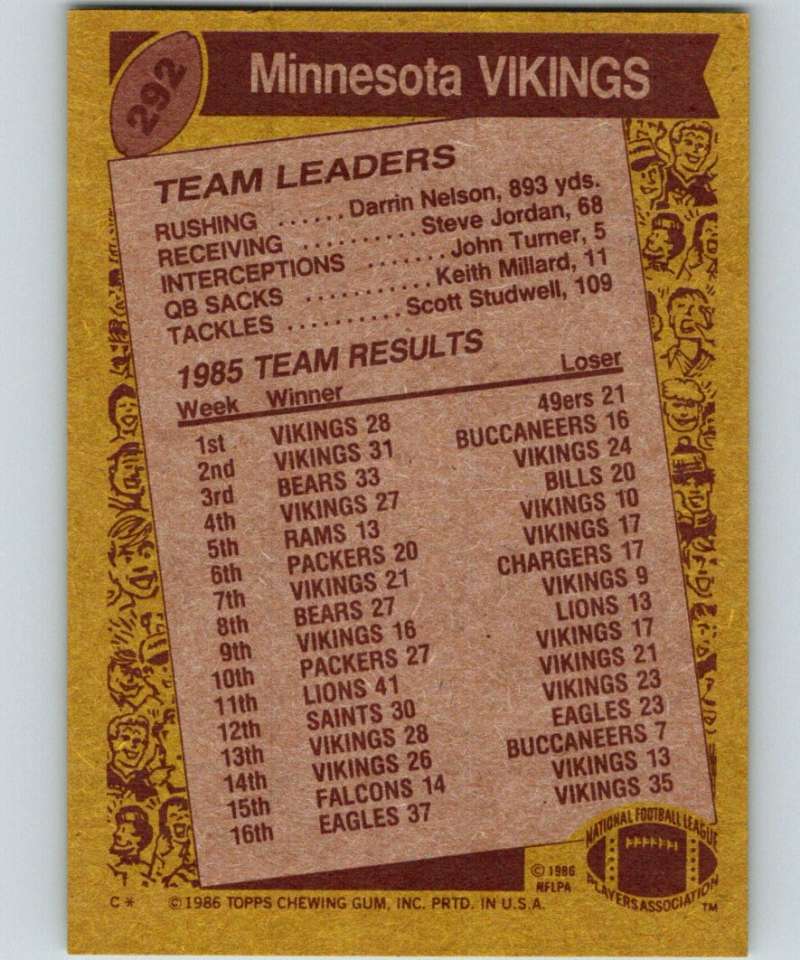 292
Minnesota VIKINGS
TEAM LEADERS
RUSHING ...... Darrin Nelson, 893 yds.
RECEIVING .......... Steve Jordan, 68
INTERCEPTIONS ....... John Turner, 5
QB SACKS ........... Keith Millard, 11
TACKLES .......... Scott Studwell, 109
1985 TEAM RESULTS
Week Winner Loser
1st VIKINGS 28 49ers 21
2nd VIKINGS 31 BUCCANEERS 16
3rd BEARS 33 VIKINGS 24
4th VIKINGS 27 BILLS 20
5th RAMS 13 VIKINGS 10
6th PACKERS 20 VIKINGS 17
7th VIKINGS 21 CHARGERS 17
8th BEARS 27 VIKINGS 9
9th VIKINGS 16 LIONS 13
10th PACKERS 27 VIKINGS 17
11th LIONS 41 VIKINGS 21
12th SAINTS 30 VIKINGS 23
13th VIKINGS 28 EAGLES 23
14th VIKINGS 26 BUCCANEERS 7
15th FALCONS 14 VIKINGS 13
16th EAGLES 37 VIKINGS 35
NATIONAL FOOTBALL LEAGUE
PLAYERS ASSOCIATION
TM
© 1986
NFLPA
C* © 1986 TOPPS CHEWING GUM, INC. PRTD. IN U.S.A.